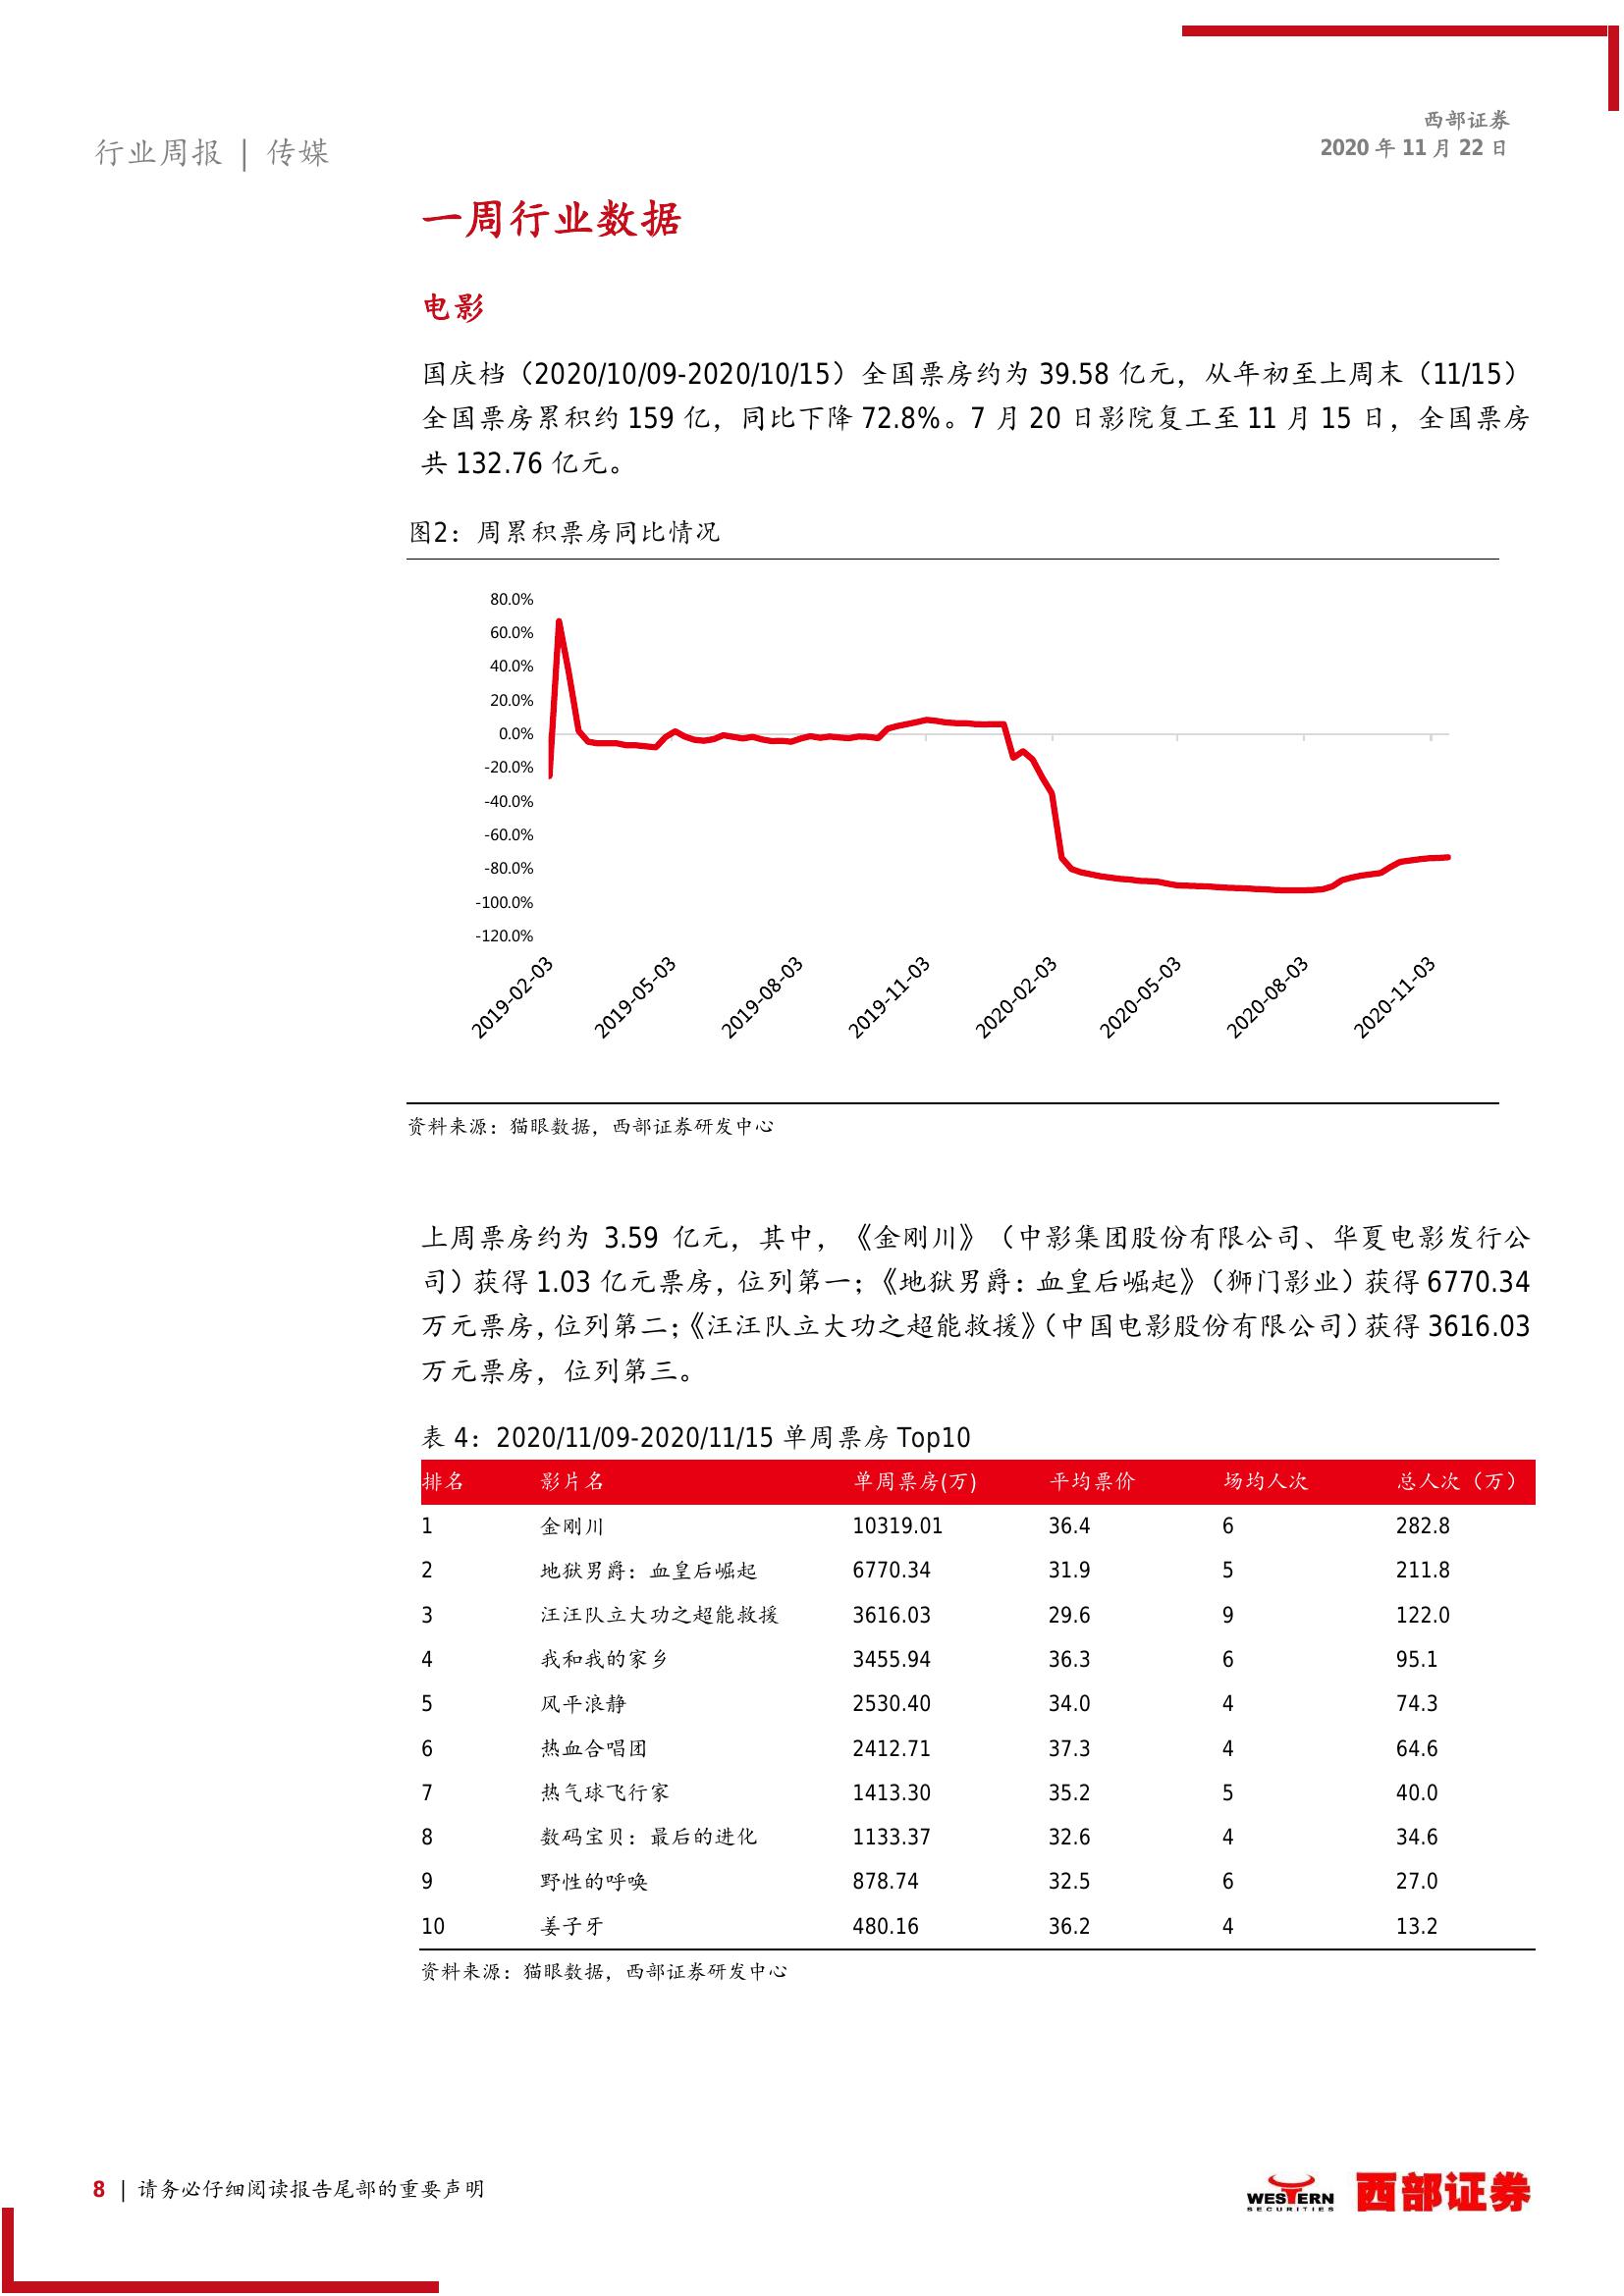 行业周报 | 传媒
西部证券
2020 年 11 月 22 日
一周行业数据
电影
国庆档（2020/10/09-2020/10/15）全国票房约为 39.58 亿元，从年初至上周末（11/15）
全国票房累积约 159 亿，同比下降 72.8%。7 月 20 日影院复工至 11 月 15 日，全国票房
共 132.76 亿元。
图2：周累积票房同比情况
80.0%
60.0%
40.0%
20.0%
0.0%
-20.0%
-40.0%
-60.0%
-80.0%
-100.0%
-120.0%
2019-02-03 2019-05-03 2019-08-03 2019-11-03 2020-02-03 2020-05-03 2020-08-03 2020-11-03
资料来源：猫眼数据，西部证券研发中心
上周票房约为 3.59 亿元，其中，《金刚川》（中影集团股份有限公司、华夏电影发行公
司）获得 1.03 亿元票房，位列第一；《地狱男爵：血皇后崛起》（狮门影业）获得 6770.34
万元票房，位列第二；《汪汪队立大功之超能救援》（中国电影股份有限公司）获得 3616.03
万元票房，位列第三。
表 4：2020/11/09-2020/11/15 单周票房 Top10
排名 影片名 单周票房(万) 平均票价 场均人次 总人次（万）
1 金刚川 10319.01 36.4 6 282.8
2 地狱男爵：血皇后崛起 6770.34 31.9 5 211.8
3 汪汪队立大功之超能救援 3616.03 29.6 9 122.0
4 我和我的家乡 3455.94 36.3 6 95.1
5 风平浪静 2530.40 34.0 4 74.3
6 热血合唱团 2412.71 37.3 4 64.6
7 热气球飞行家 1413.30 35.2 5 40.0
8 数码宝贝：最后的进化 1133.37 32.6 4 34.6
9 野性的呼唤 878.74 32.5 6 27.0
10 姜子牙 480.16 36.2 4 13.2
资料来源：猫眼数据，西部证券研发中心
8 | 请务必仔细阅读报告尾部的重要声明
WESTERN
SECURITIES
西部证券